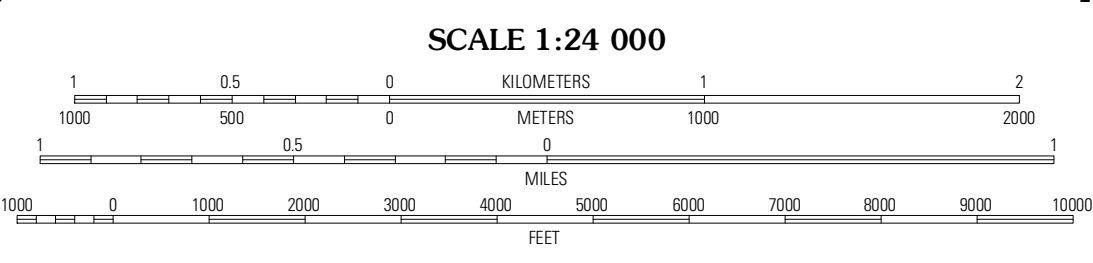 SCALE 1:24 000
1 0.5 0 KILOMETERS 1 2
1000 500 0 METERS 1000 2000
1 0.5 0 1
MILES
1000 0 1000 2000 3000 4000 5000 6000 7000 8000 9000 10000
FEET